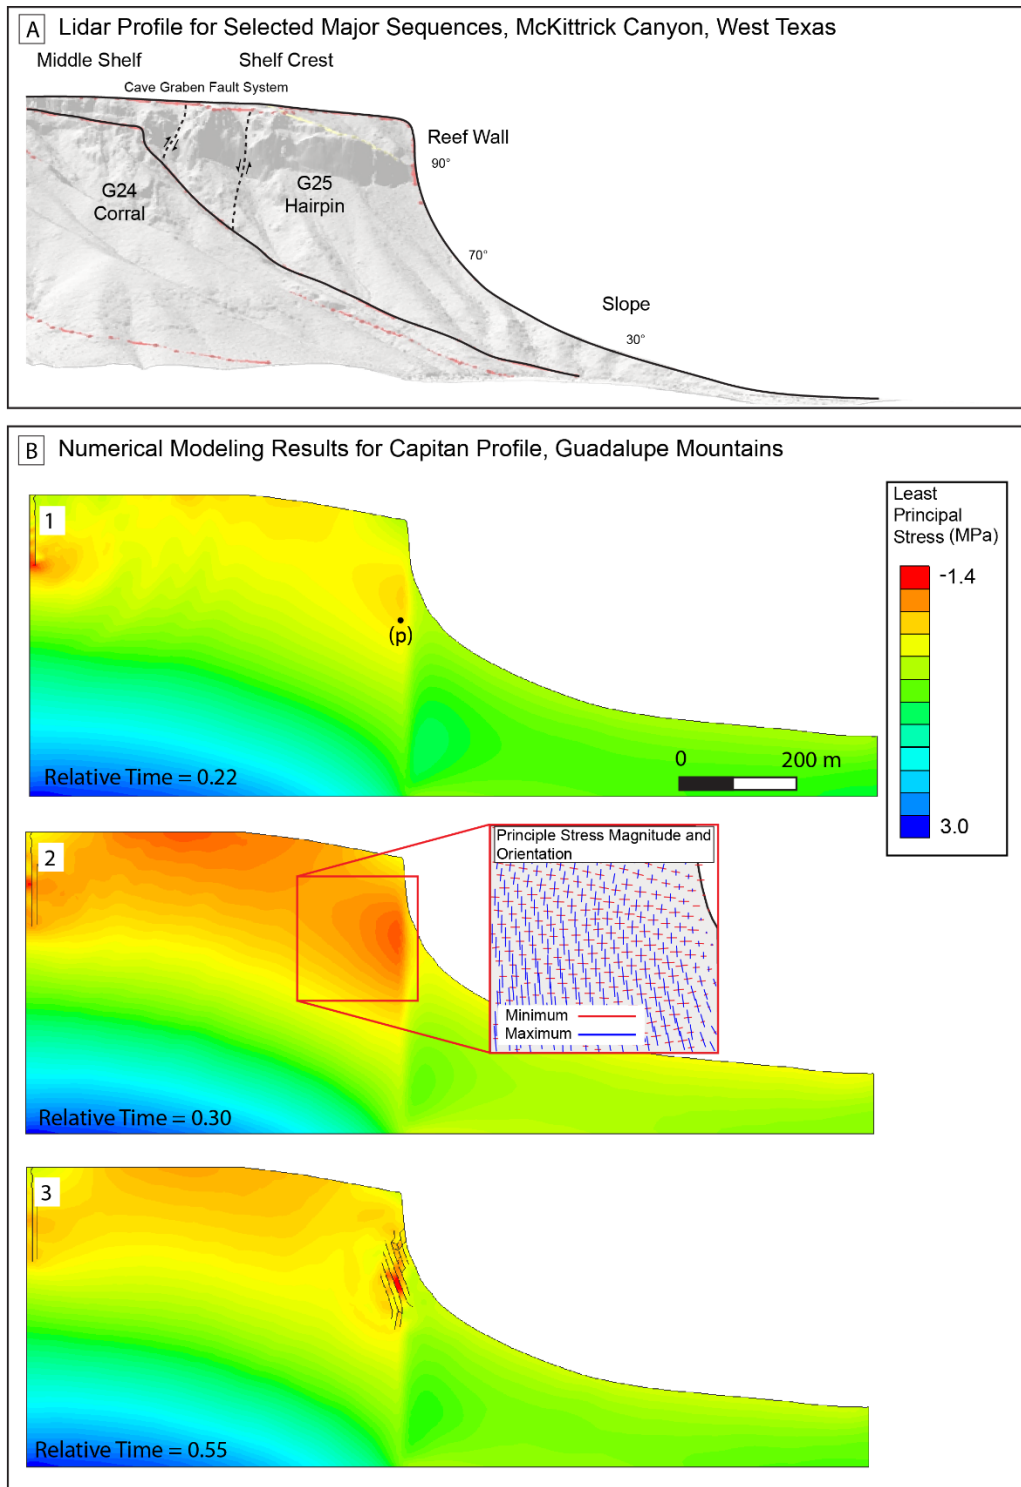 A Lidar Profile for Selected Major Sequences, McKittrick Canyon, West Texas
Middle Shelf
Shelf Crest
Cave Graben Fault System
Reef Wall
90°
G24
Corral
G25
Hairpin
70°
Slope
30°
B Numerical Modeling Results for Capitan Profile, Guadalupe Mountains
Least
Principal
Stress (MPa)
-1.4
3.0
1
(p)
0 200 m
Relative Time = 0.22
2
Principle Stress Magnitude and
Orientation
Minimum
Maximum
Relative Time = 0.30
3
Relative Time = 0.55